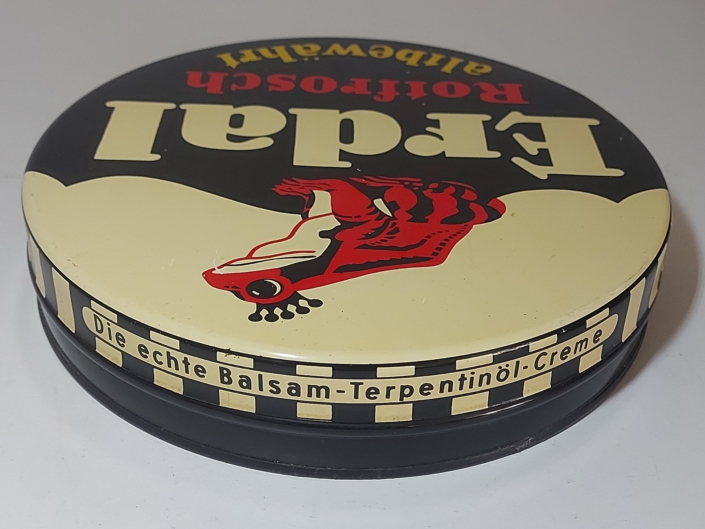 Erdal
Rotfrosch
altbewährt
Die echte Balsam-Terpentinöl-Creme